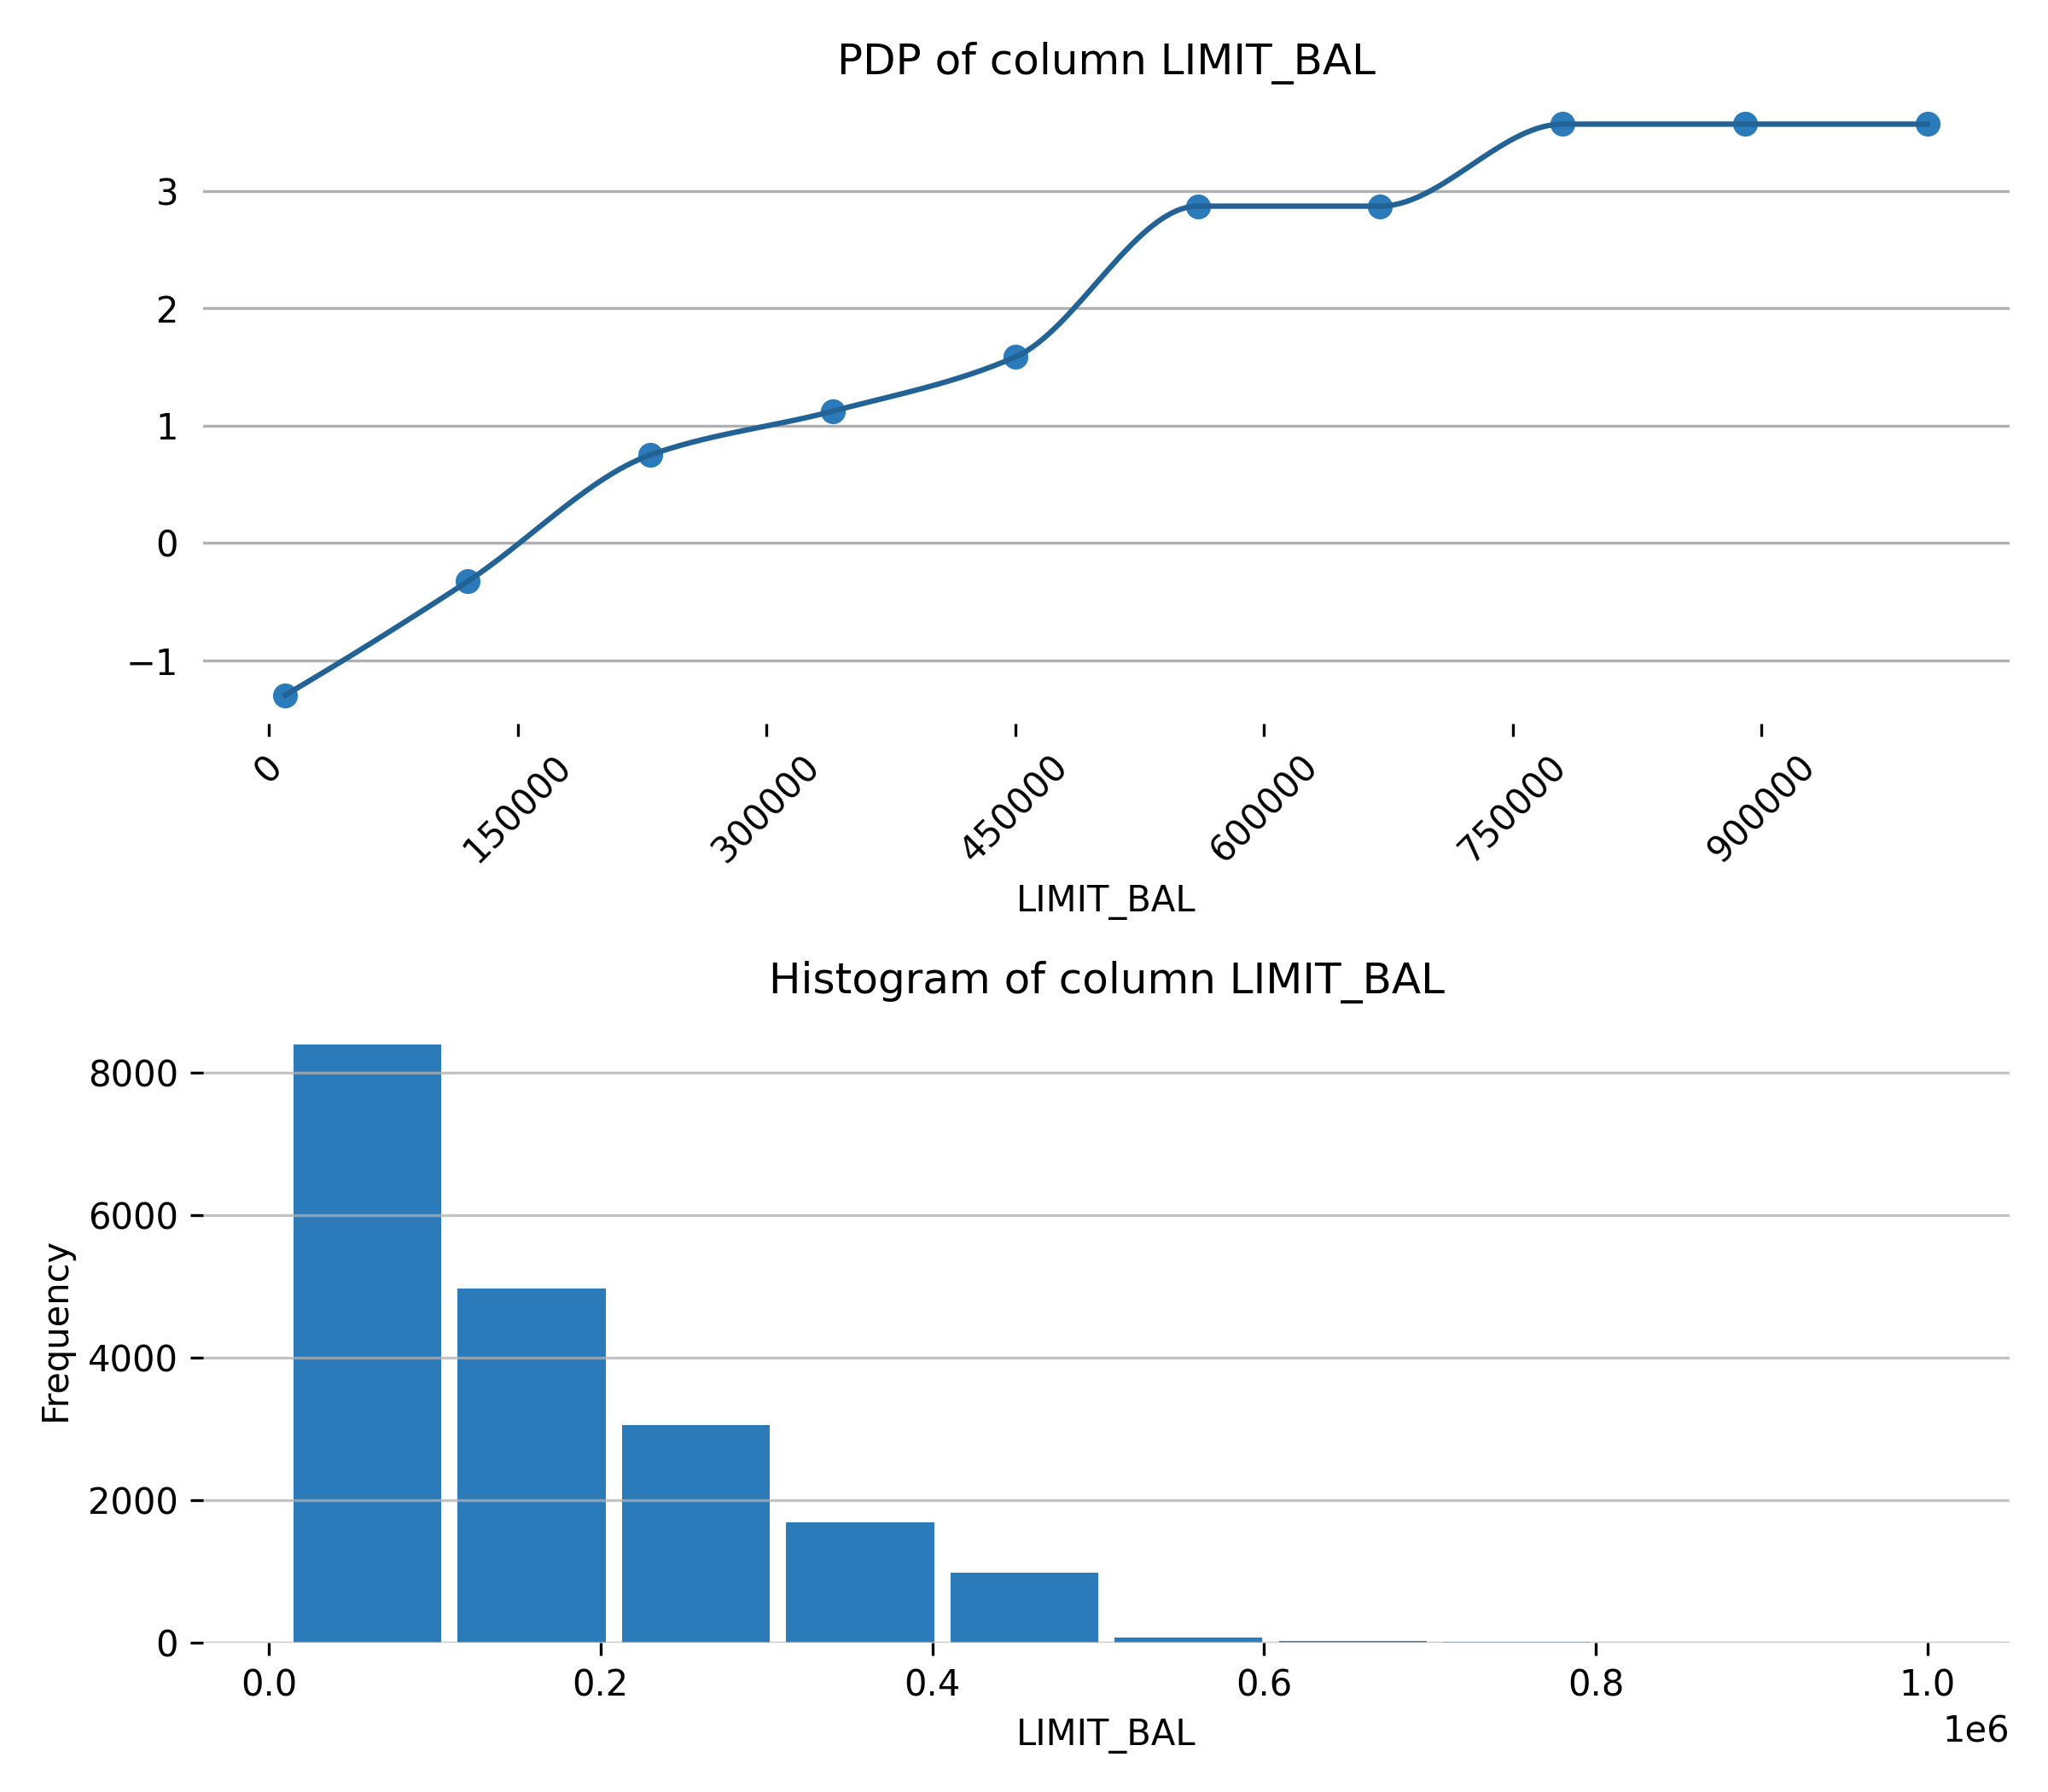 PDP of column LIMIT_BAL
3
2
1
0
−1
0 150000 300000 450000 600000 750000 900000
LIMIT_BAL
Histogram of column LIMIT_BAL
8000
6000
4000
2000
0
Frequency
0.0 0.2 0.4 0.6 0.8 1.0
LIMIT_BAL
1e6